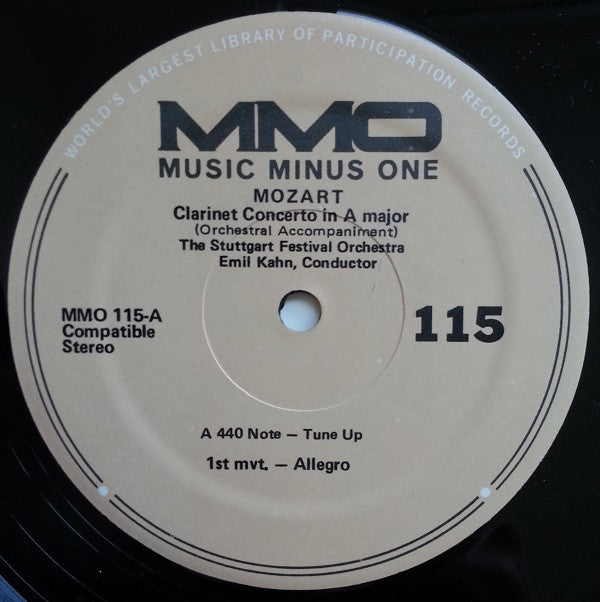 WORLD'S LARGEST LIBRARY OF PARTICIPATION RECORDS
MMO
MUSIC MINUS ONE
MOZART
Clarinet Concerto in A major
(Orchestral Accompaniment)
The Stuttgart Festival Orchestra
Emil Kahn, Conductor
MMO 115-A
Compatible
Stereo
115
A 440 Note – Tune Up
1st mvt. – Allegro